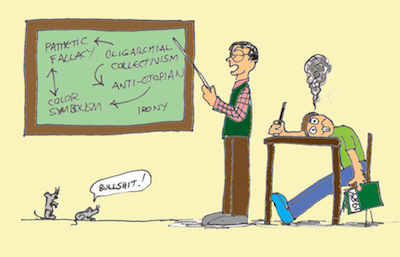 PATHETIC
FALLACY
OLIGARCHIAL
COLLECTIVISM
ANTI-UTOPIAN
COLOR
SYMBOLISM
IRONY
BULLSHIT.!